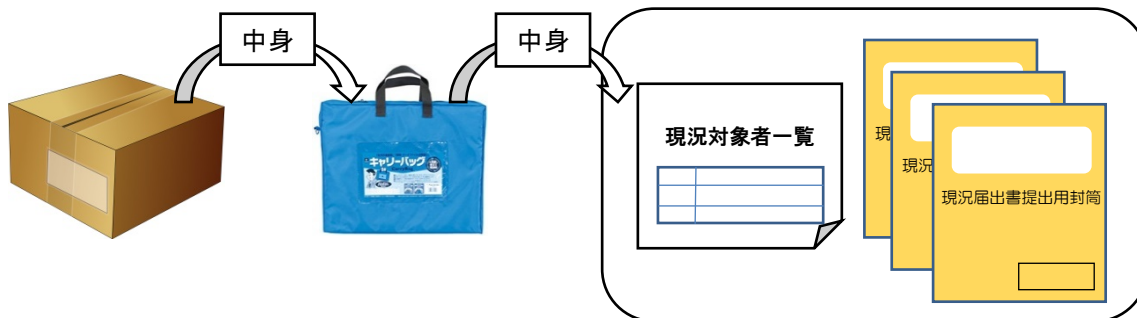 中身
中身
キャリーバッグ
現況対象者一覧
現
現況
現況届出書提出用封筒